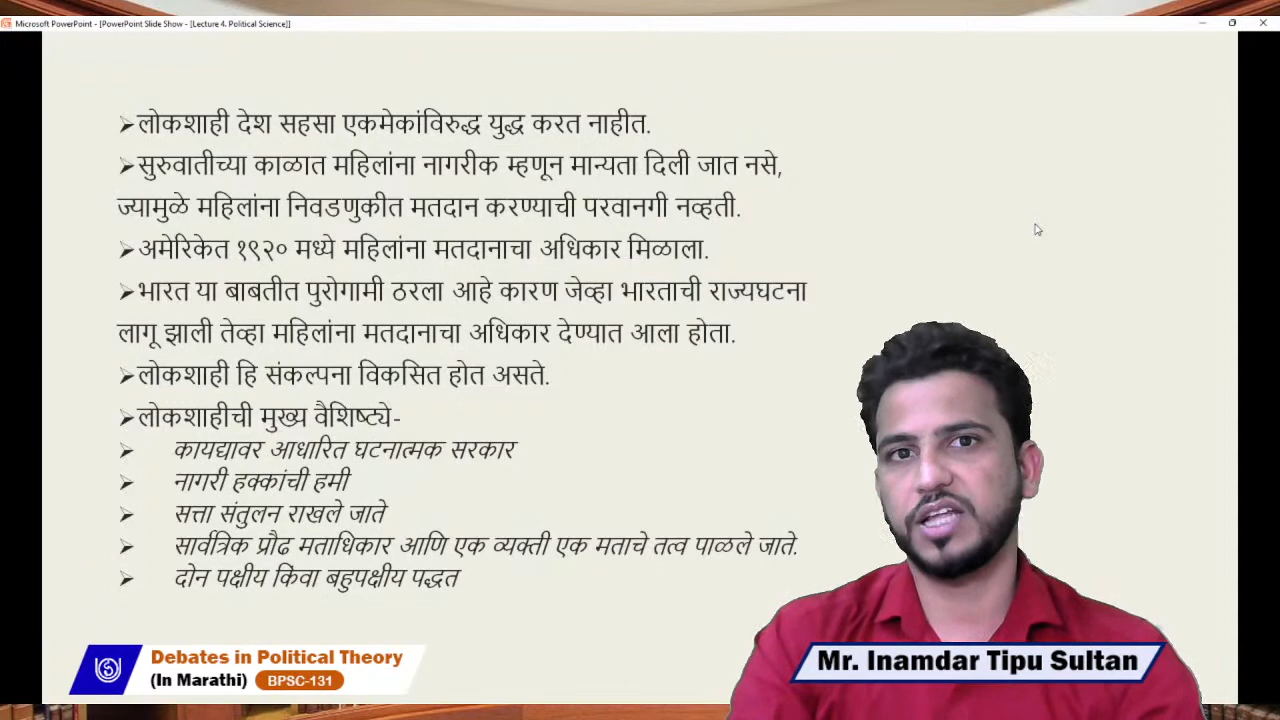 Microsoft PowerPoint - [PowerPoint Slide Show - [Lecture 4. Political Science]]
➢लोकशाही देश सहसा एकमेकांविरुद्ध युद्ध करत नाहीत.
➢सुरुवातीच्या काळात महिलांना नागरीक म्हणून मान्यता दिली जात नसे,
ज्यामुळे महिलांना निवडणुकीत मतदान करण्याची परवानगी नव्हती.
➢अमेरिकेत १९२० मध्ये महिलांना मतदानाचा अधिकार मिळाला.
➢भारत या बाबतीत पुरोगामी ठरला आहे कारण जेव्हा भारताची राज्यघटना
लागू झाली तेव्हा महिलांना मतदानाचा अधिकार देण्यात आला होता.
➢लोकशाही हि संकल्पना विकसित होत असते.
➢लोकशाहीची मुख्य वैशिष्ट्ये-
➢ कायद्यावर आधारित घटनात्मक सरकार
➢ नागरी हक्कांची हमी
➢ सत्ता संतुलन राखले जाते
➢ सार्वत्रिक प्रौढ मताधिकार आणि एक व्यक्ती एक मताचे तत्व पाळले जाते.
➢ दोन पक्षीय किंवा बहुपक्षीय पद्धत
Debates in Political Theory
(In Marathi) BPSC-131
Mr. Inamdar Tipu Sultan